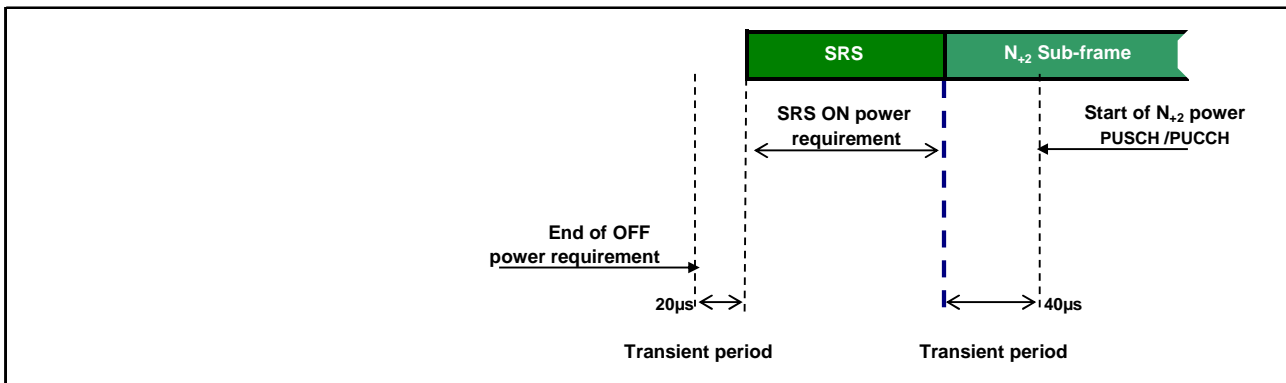 SRS
N+2 Sub-frame
SRS ON power
requirement
Start of N+2 power
PUSCH /PUCCH
End of OFF
power requirement
20µs
40µs
Transient period
Transient period